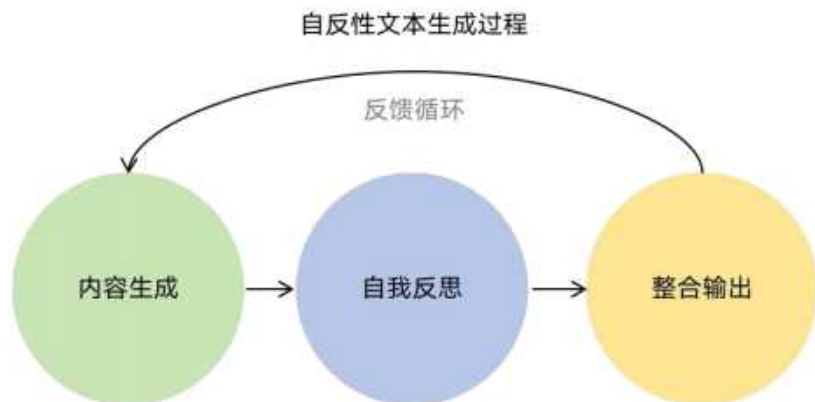 自反性文本生成过程
反馈循环
内容生成
自我反思
整合输出